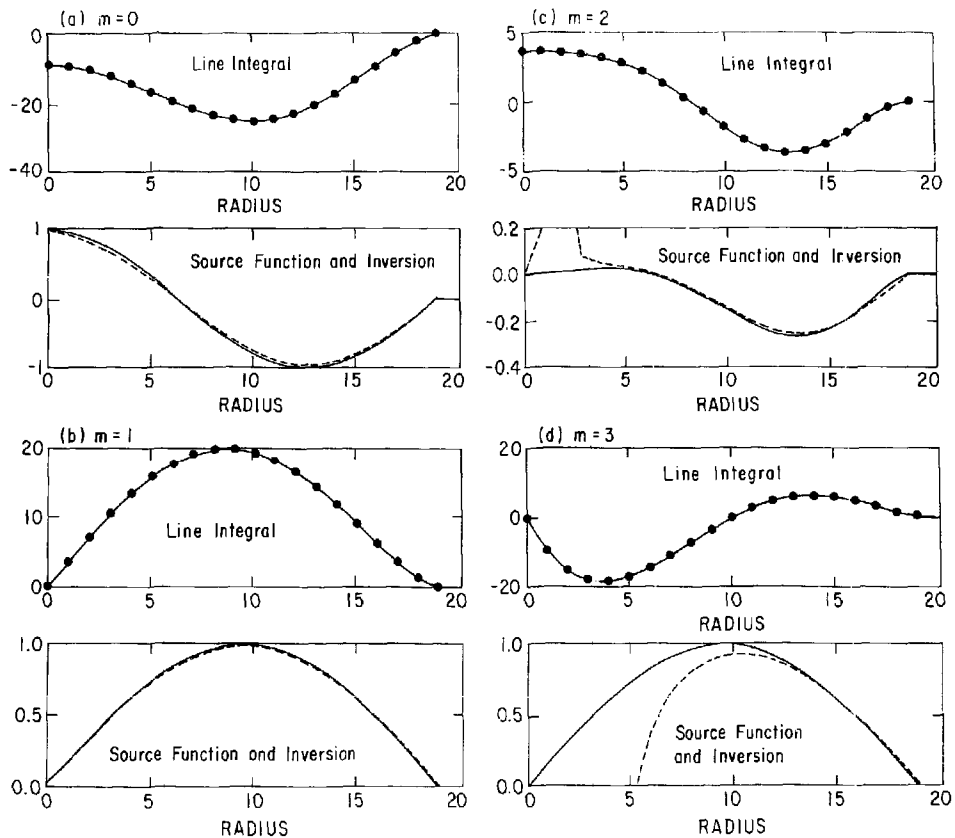 (a) m=0
0
-20
-40
Line Integral
0 5 10 15 20
RADIUS
1
0
-1
Source Function and Inversion
0 5 10 15 20
RADIUS
(b) m=1
20
10
0
Line Integral
0 5 10 15 20
RADIUS
1.0
0.5
0.0
Source Function and Inversion
0 5 10 15 20
RADIUS
(c) m=2
5
0
-5
Line Integral
0 5 10 15 20
RADIUS
0.2
0.0
-0.2
-0.4
Source Function and Inversion
0 5 10 15 20
RADIUS
(d) m=3
20
0
-20
Line Integral
0 5 10 15 20
RADIUS
1.0
0.5
0.0
Source Function
and Inversion
0 5 10 15 20
RADIUS